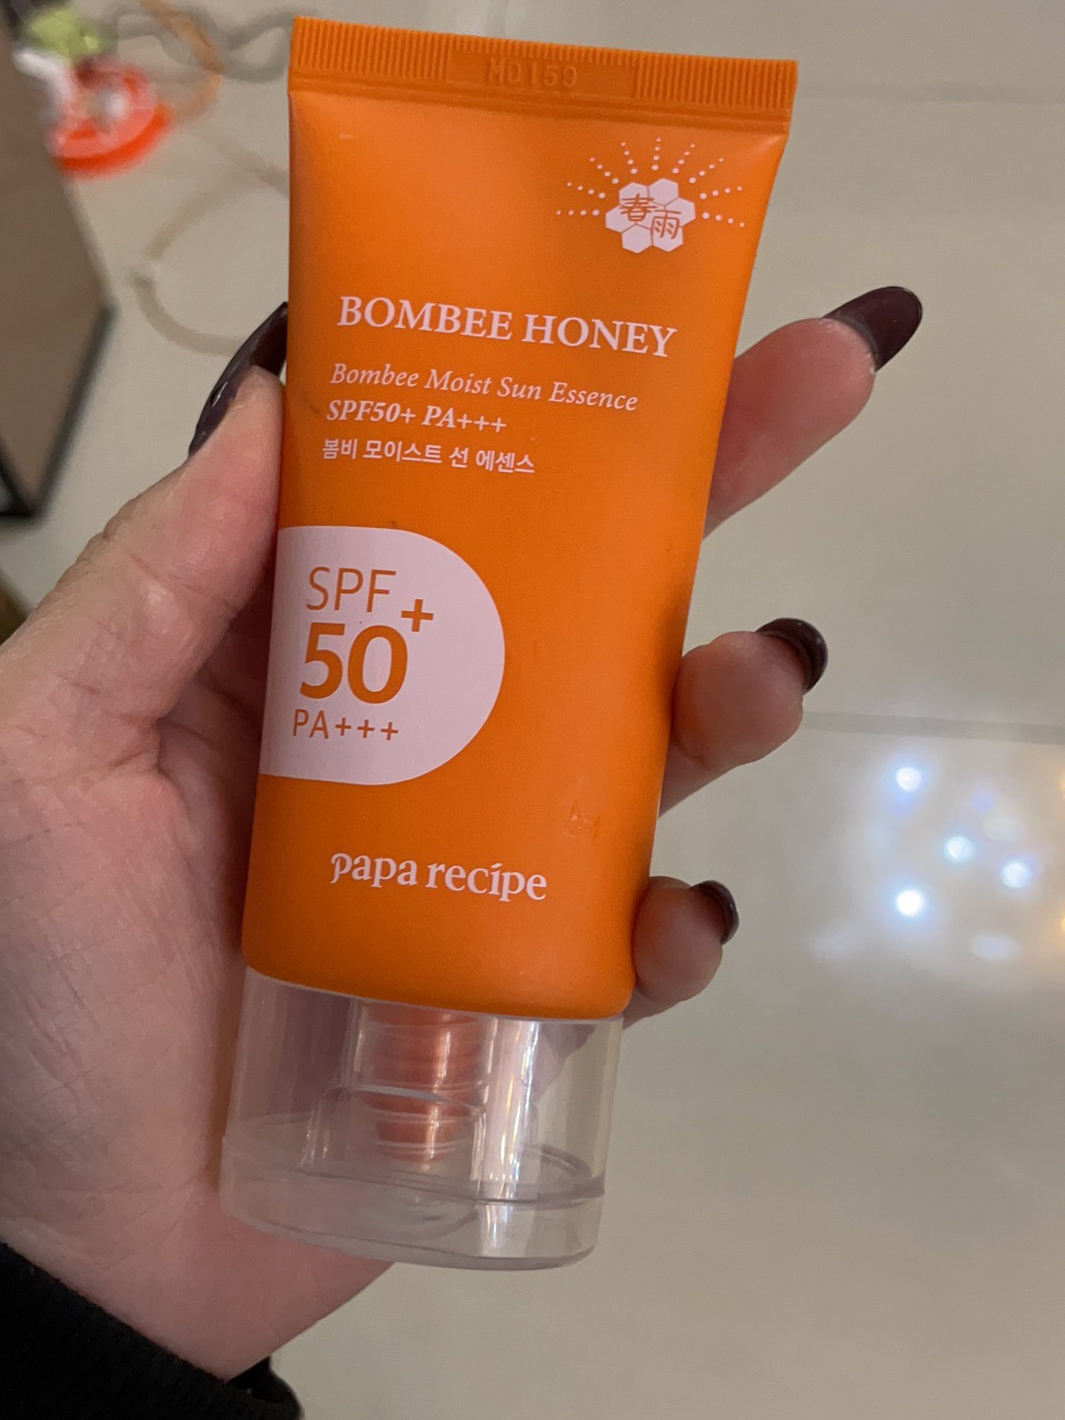 M0159
春雨
BOMBEE HONEY
Bombee Moist Sun Essence
SPF50+ PA+++
봄비 모이스트 선 에센스
SPF
50+
PA+++
papa recipe